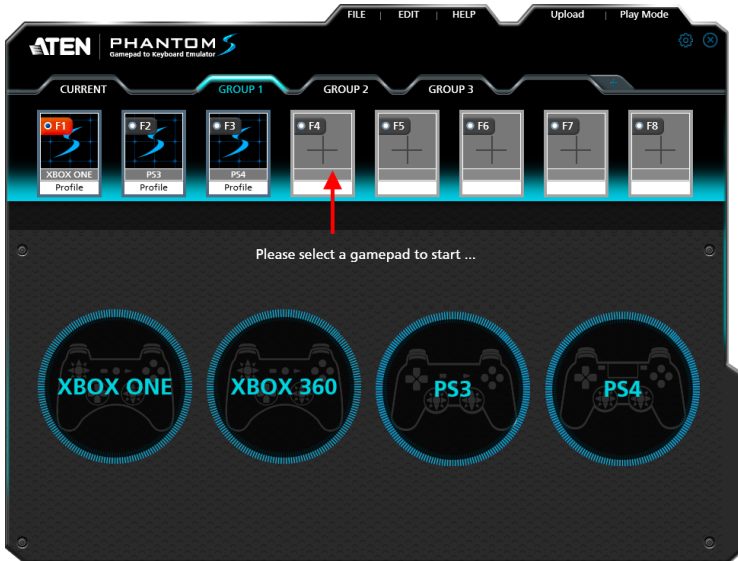 FILE | EDIT | HELP Upload | Play Mode
ATEN PHANTOM S
Gamepad to Keyboard Emulator
CURRENT GROUP 1 GROUP 2 GROUP 3
F1 F2 F3 F4 F5 F6 F7 F8
XBOX ONE PS3 PS4
Profile Profile Profile
Please select a gamepad to start ...
XBOX ONE XBOX 360 PS3 PS4